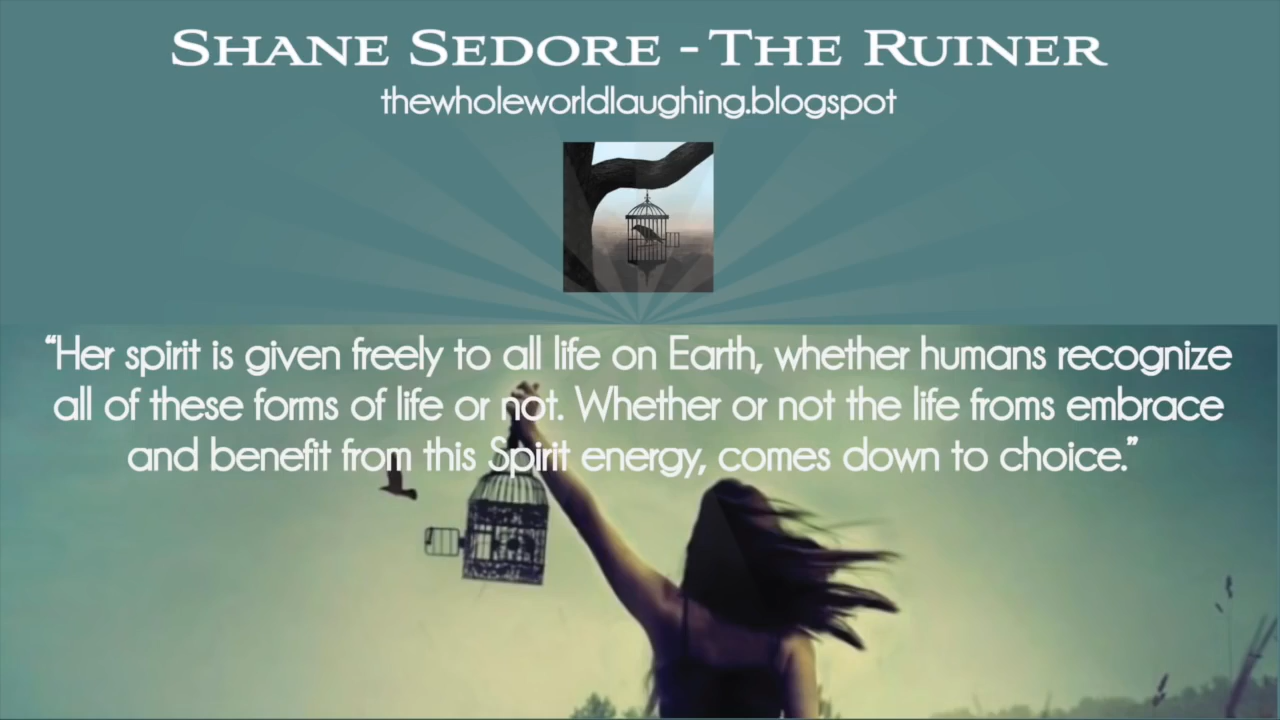 SHANE SEDORE - THE RUINER
thewholeworldlaughing.blogspot
“Her spirit is given freely to all life on Earth, whether humans recognize
all of these forms of life or not. Whether or not the life froms embrace
and benefit from this Spirit energy, comes down to choice.”